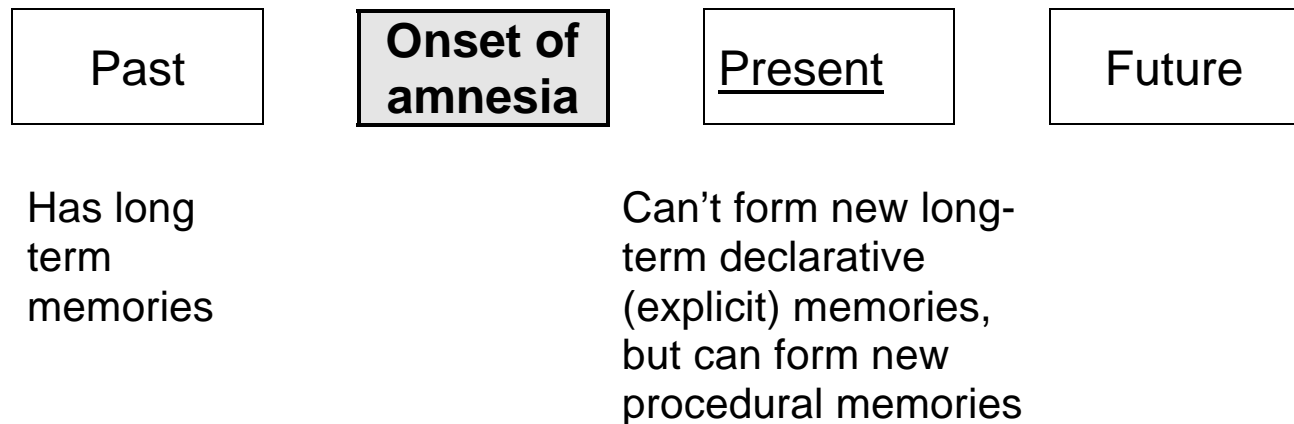 Past
Onset of
amnesia
Present
Future
Has long
term
memories
Can’t form new long-
term declarative
(explicit) memories,
but can form new
procedural memories